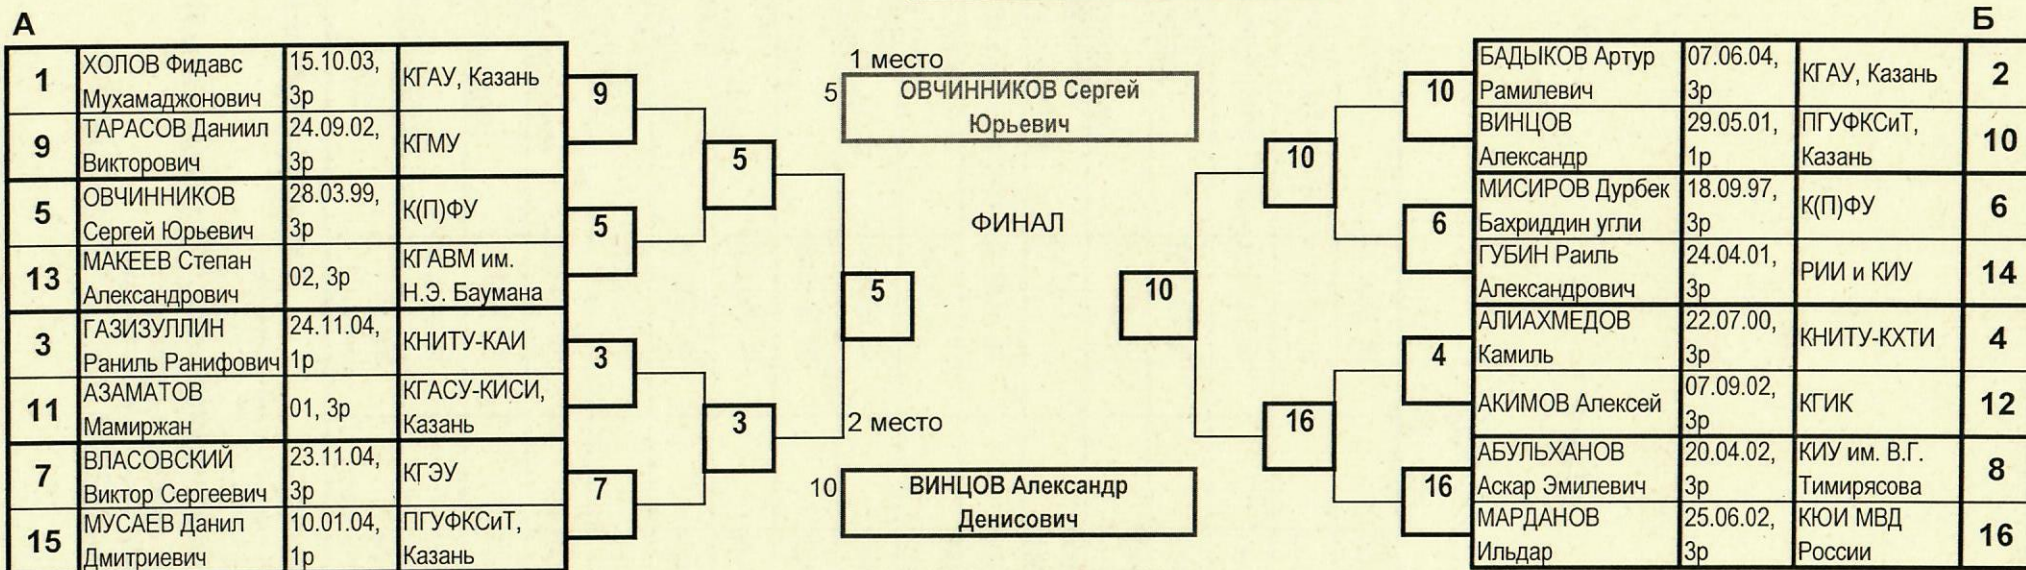 А
Б
1
ХОЛОВ Фидавс
Мухамаджонович
15.10.03,
3р
КГАУ, Казань
9
ТАРАСОВ Даниил
Викторович
24.09.02,
3р
КГМУ
5
ОВЧИННИКОВ
Сергей Юрьевич
28.03.99,
3р
К(П)ФУ
13
МАКЕЕВ Степан
Александрович
02, 3р
КГАВМ им.
Н.Э. Баумана
3
ГАЗИЗУЛЛИН
Раниль Ранифович
24.11.04,
1р
КНИТУ-КАИ
11
АЗАМАТОВ
Мамиржан
01, 3р
КГАСУ-КИСИ,
Казань
7
ВЛАСОВСКИЙ
Виктор Сергеевич
23.11.04,
3р
КГЭУ
15
МУСАЕВ Данил
Дмитриевич
10.01.04,
1р
ПГУФКСиТ,
Казань
9
5
3
7
5
3
5
1 место
5
ОВЧИННИКОВ Сергей
Юрьевич
ФИНАЛ
2 место
10
ВИНЦОВ Александр
Денисович
10
10
16
10
6
4
16
БАДЫКОВ Артур
Рамилевич
07.06.04,
3р
КГАУ, Казань
2
ВИНЦОВ
Александр
29.05.01,
1р
ПГУФКСиТ,
Казань
10
МИСИРОВ Дурбек
Бахриддин угли
18.09.97,
3р
К(П)ФУ
6
ГУБИН Раиль
Александрович
24.04.01,
3р
РИИ и КИУ
14
АЛИАХМЕДОВ
Камиль
22.07.00,
3р
КНИТУ-КХТИ
4
АКИМОВ Алексей
07.09.02,
3р
КГИК
12
АБУЛЬХАНОВ
Аскар Эмилевич
20.04.02,
3р
КИУ им. В.Г.
Тимирясова
8
МАРДАНОВ
Ильдар
25.06.02,
3р
КЮИ МВД
России
16